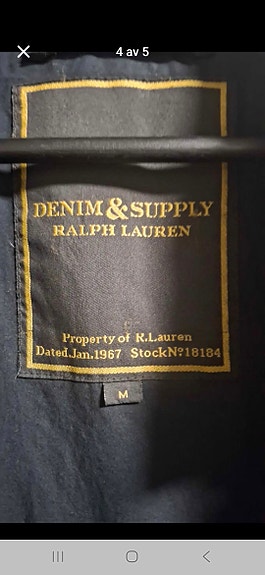 4 av 5
DENIM & SUPPLY
RALPH LAUREN
Property of R.Lauren
Dated.Jan.1967 StockNº18184
M